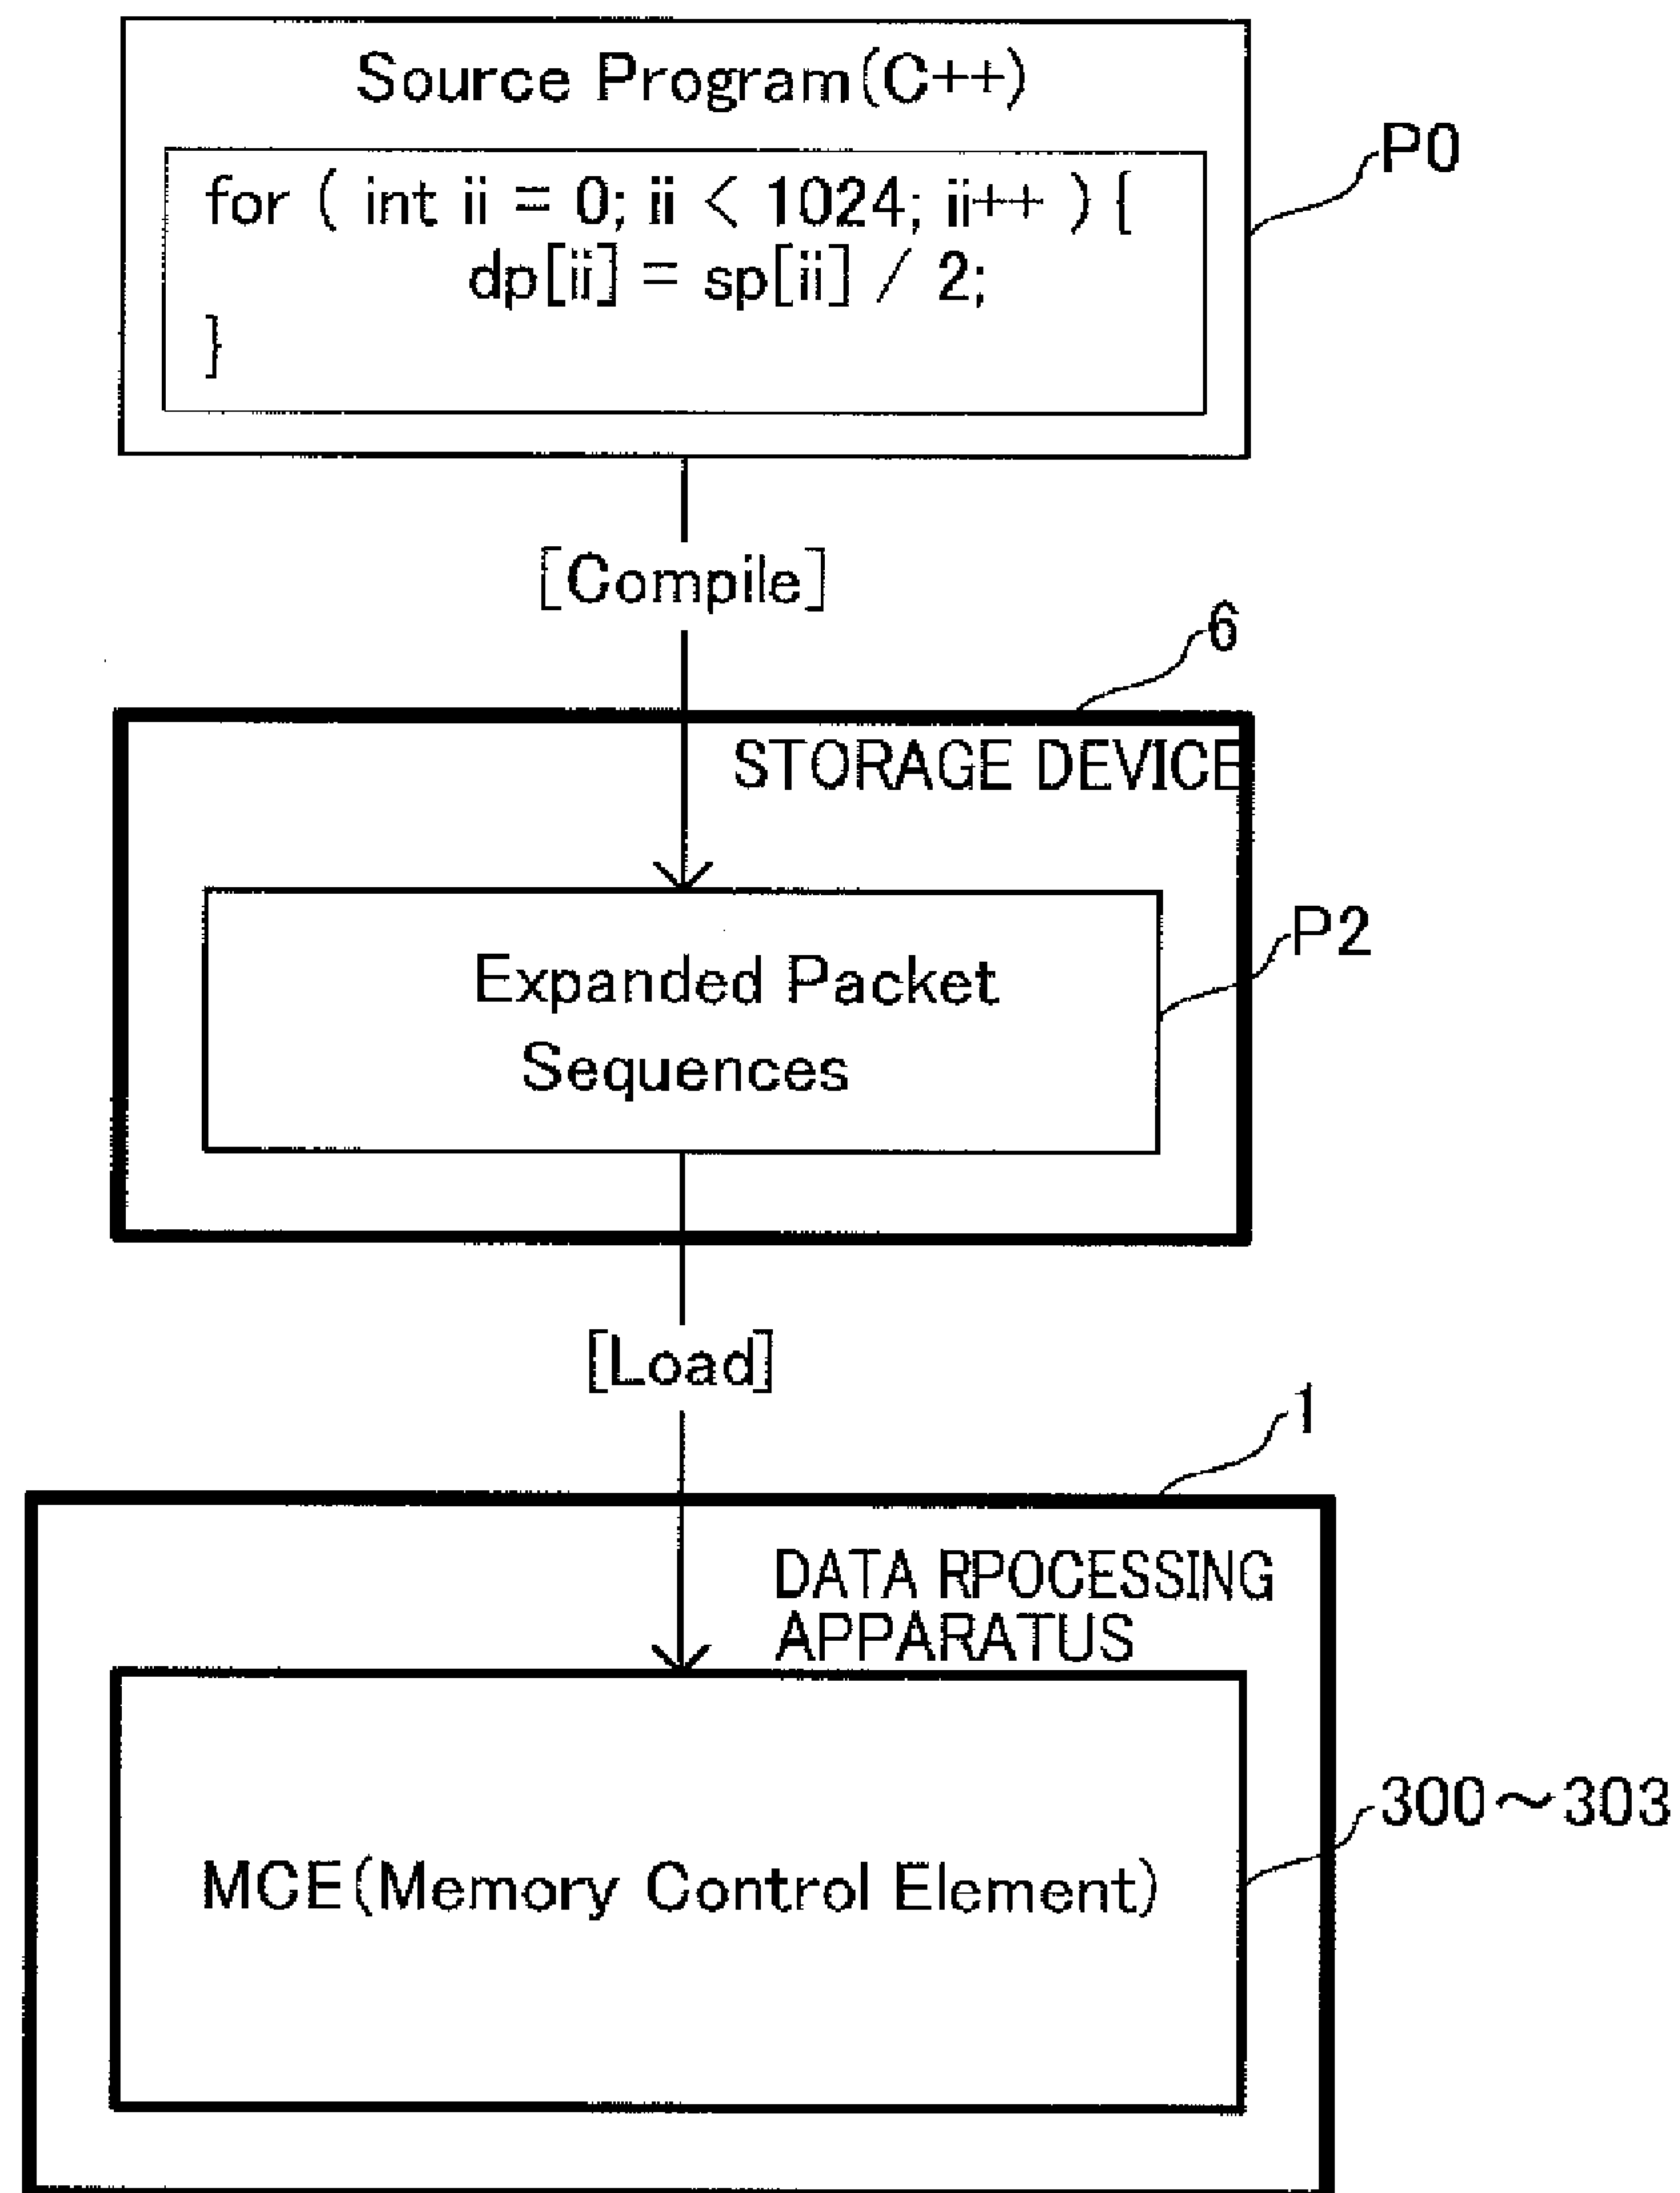 Source Program(C++)
P0
for ( int ii = 0; ii < 1024; ii++ ) {
dp[ii] = sp[ii] / 2;
}
[Compile]
6
STORAGE DEVICE
P2
Expanded Packet
Sequences
[Load]
1
DATA RPOCESSING
APPARATUS
300～303
MCE(Memory Control Element)